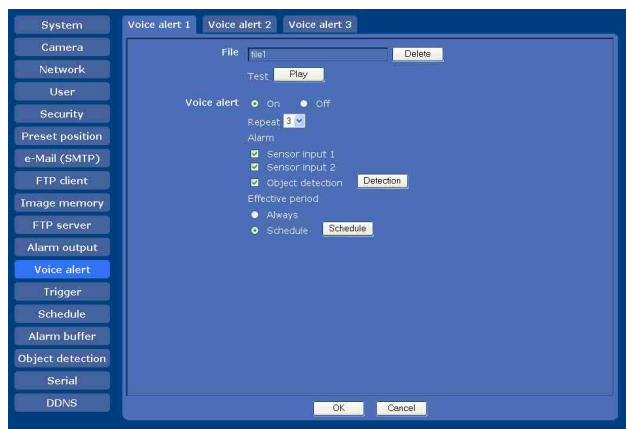 System
Camera
Network
User
Security
Preset position
e-Mail (SMTP)
FTP client
Image memory
FTP server
Alarm output
Voice alert
Trigger
Schedule
Alarm buffer
Object detection
Serial
DDNS
Voice alert 1 Voice alert 2 Voice alert 3
File file1 Delete
Test Play
Voice alert On Off
Repeat 3
Alarm
Sensor input 1
Sensor input 2
Object detection Detection
Effective period
Always
Schedule Schedule
OK Cancel